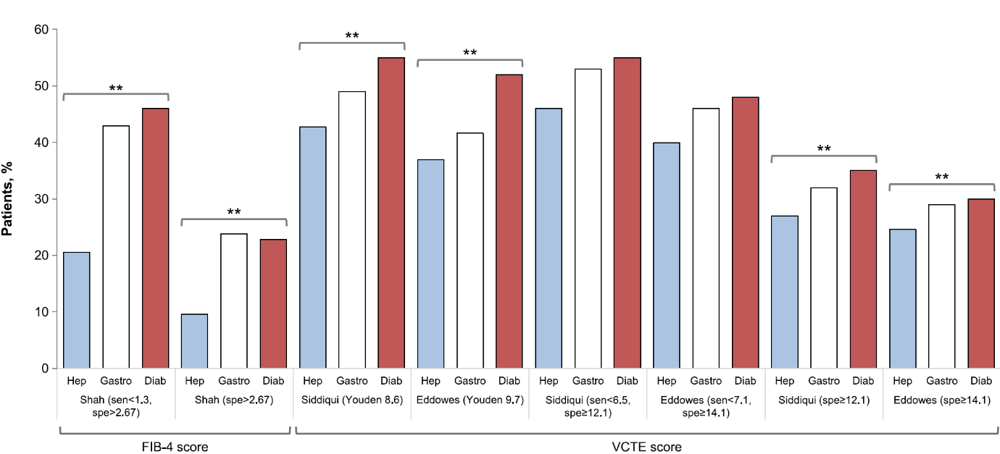 Patients, %
60
50
40
30
20
10
0
**
**
**
**
**
**
Hep Gastro Diab Hep Gastro Diab Hep Gastro Diab Hep Gastro Diab Hep Gastro Diab Hep Gastro Diab Hep Gastro Diab Hep Gastro Diab
Shah (sen<1.3,
spe>2.67)
Shah (spe>2.67)
Siddiqui (Youden 8.6)
Eddowes (Youden 9.7)
Siddiqui (sen<6.5,
spe≥12.1)
Eddowes (sen<7.1,
spe≥14.1)
Siddiqui (spe≥12.1)
Eddowes (spe≥14.1)
FIB-4 score
VCTE score